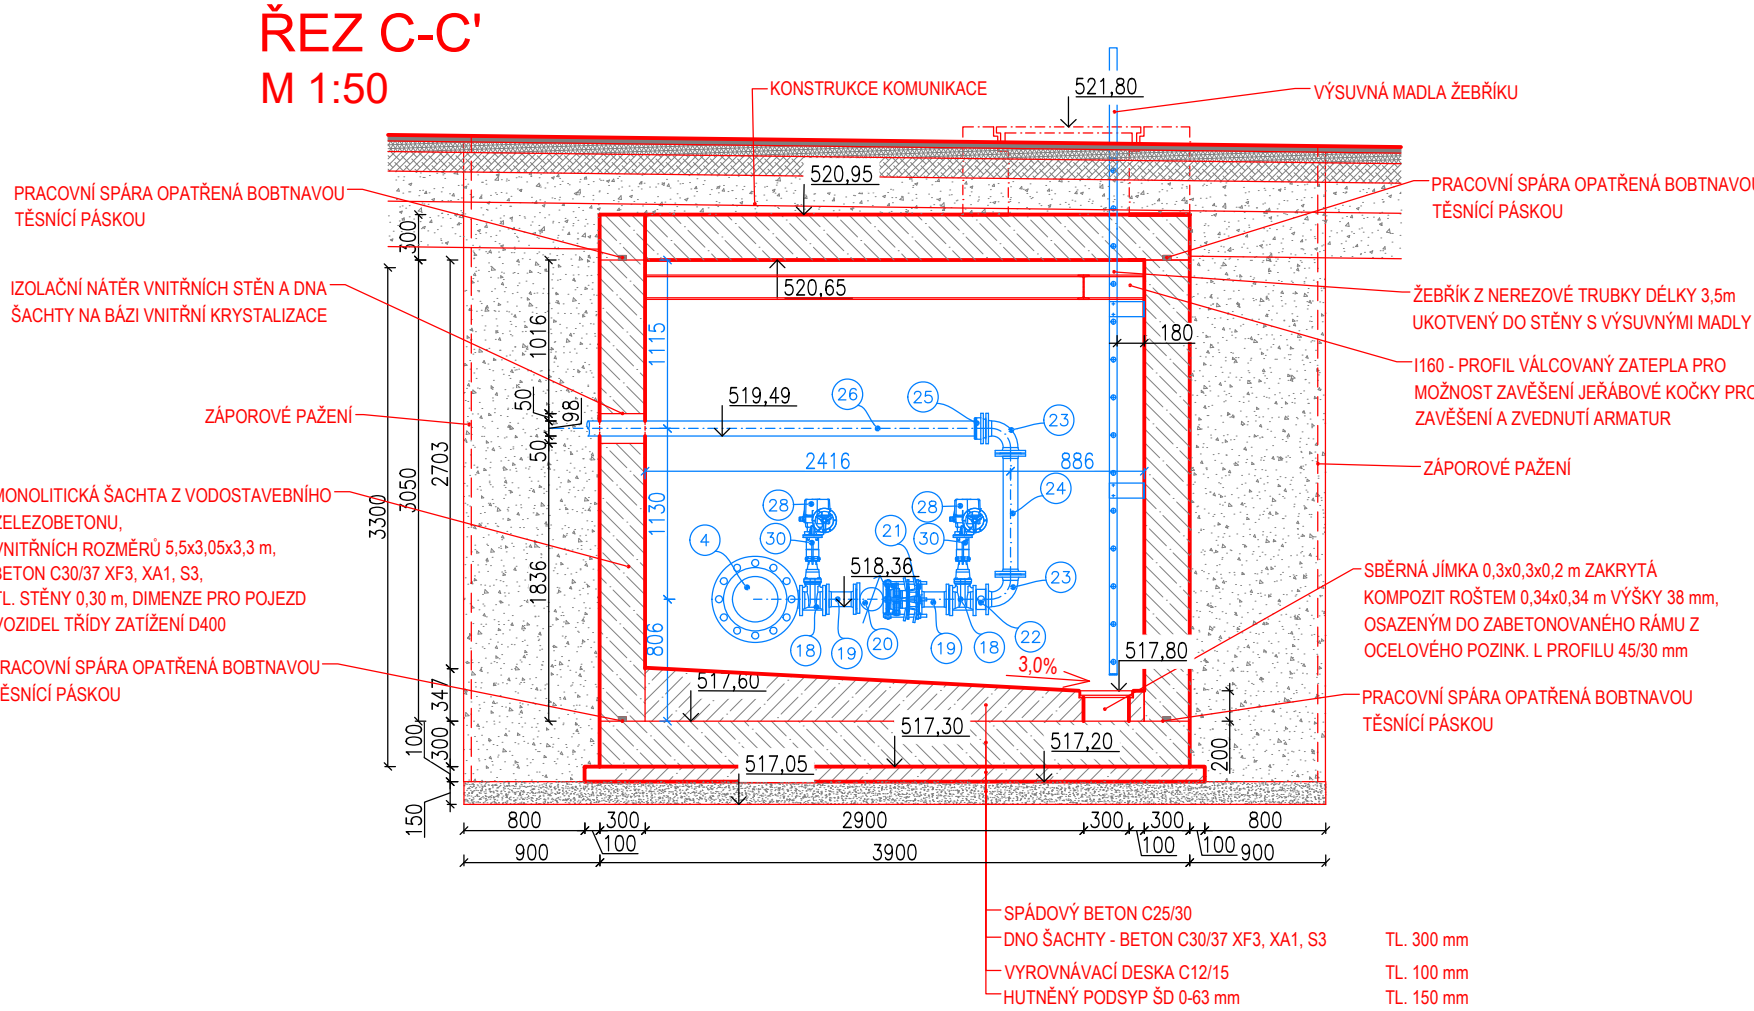 ŘEZ C-C'
M 1:50
KONSTRUKCE KOMUNIKACE
521,80
VÝSUVNÁ MADLA ŽEBŘÍKU
520,95
PRACOVNÍ SPÁRA OPATŘENÁ BOBTNAVOU
TĚSNÍCÍ PÁSKOU
PRACOVNÍ SPÁRA OPATŘENÁ BOBTNAVOU
TĚSNÍCÍ PÁSKOU
300
520,65
IZOLAČNÍ NÁTĚR VNITŘNÍCH STĚN A DNA
ŠACHTY NA BÁZI VNITŘNÍ KRYSTALIZACE
ŽEBŘÍK Z NEREZOVÉ TRUBKY DÉLKY 3,5m
UKOTVENÝ DO STĚNY S VÝSUVNÝMI MADLY
1016
1115
180
I160 - PROFIL VÁLCOVANÝ ZATEPLA PRO
MOŽNOST ZAVĚŠENÍ JEŘÁBOVÉ KOČKY PRO
ZAVĚŠENÍ A ZVEDNUTÍ ARMATUR
50
98
50
519,49
26
25
23
ZÁPOROVÉ PAŽENÍ
ZÁPOROVÉ PAŽENÍ
2703
3050
3300
2416
886
24
MONOLITICKÁ ŠACHTA Z VODOSTAVEBNÍHO
ŽELEZOBETONU,
VNITŘNÍCH ROZMĚRŮ 5,5x3,05x3,3 m,
BETON C30/37 XF3, XA1, S3,
TL. STĚNY 0,30 m, DIMENZE PRO POJEZD
VOZIDEL TŘÍDY ZATÍŽENÍ D400
1130
1836
28
28
4
30
21
30
518,36
23
SBĚRNÁ JÍMKA 0,3x0,3x0,2 m ZAKRYTÁ
KOMPOZIT ROŠTEM 0,34x0,34 m VÝŠKY 38 mm,
OSAZENÝM DO ZABETONOVANÉHO RÁMU Z
OCELOVÉHO POZINK. L PROFILU 45/30 mm
806
18
19
20
19
18
22
517,80
3,0%
PRACOVNÍ SPÁRA OPATŘENÁ BOBTNAVOU
TĚSNÍCÍ PÁSKOU
347
517,60
PRACOVNÍ SPÁRA OPATŘENÁ BOBTNAVOU
TĚSNÍCÍ PÁSKOU
100
300
517,30
517,20
517,05
200
150
800
300
2900
300
300
800
100
100
100
900
3900
900
SPÁDOVÝ BETON C25/30
DNO ŠACHTY - BETON C30/37 XF3, XA1, S3 TL. 300 mm
VYROVNÁVACÍ DESKA C12/15 TL. 100 mm
HUTNĚNÝ PODSYP ŠD 0-63 mm TL. 150 mm